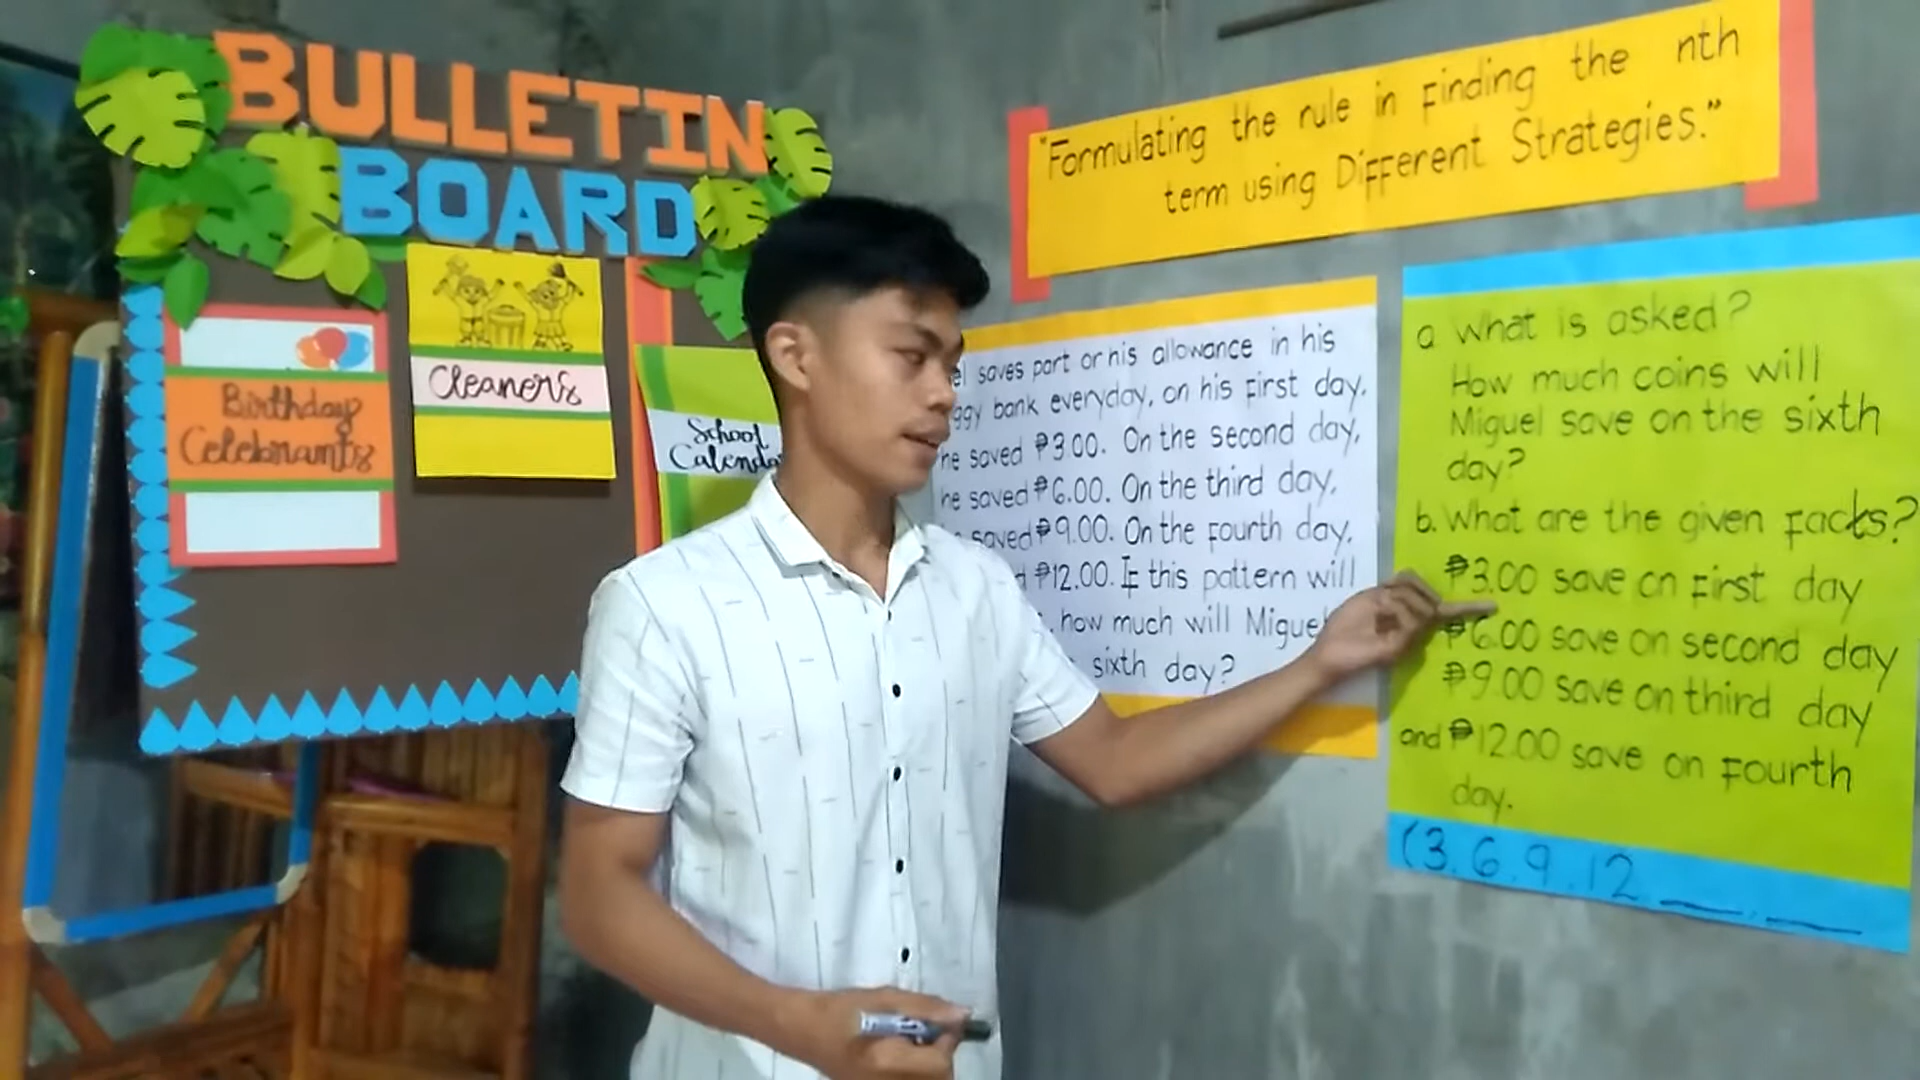 BULLETIN
BOARD
Birthday
Celebrants
Cleaners
School
"Formulating the rule in Finding the nth
term using Different Strategies."
saves part or his allowance in his
bank everyday, on his First day,
he saved ₱3.00. On the second day,
he saved ₱6.00. On the third day,
saved ₱9.00. On the fourth day,
₱12.00. IF this pattern will
how much will Miguel
sixth day?
a What is asked?
How much coins will
Miguel save on the sixth
day?
b. What are the given Facts?
₱3.00 save on First day
₱6.00 save on second day
₱9.00 save on third day
and ₱12.00 save on Fourth
day.
(3, 6, 9, 12 ___, ___